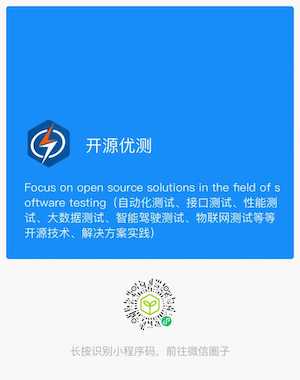 开源优测
Focus on open source solutions in the field of s
oftware testing（自动化测试、接口测试、性能测
试、大数据测试、智能驾驶测试、物联网测试等等
开源技术、解决方案实践）
长按识别小程序码，前往微信圈子